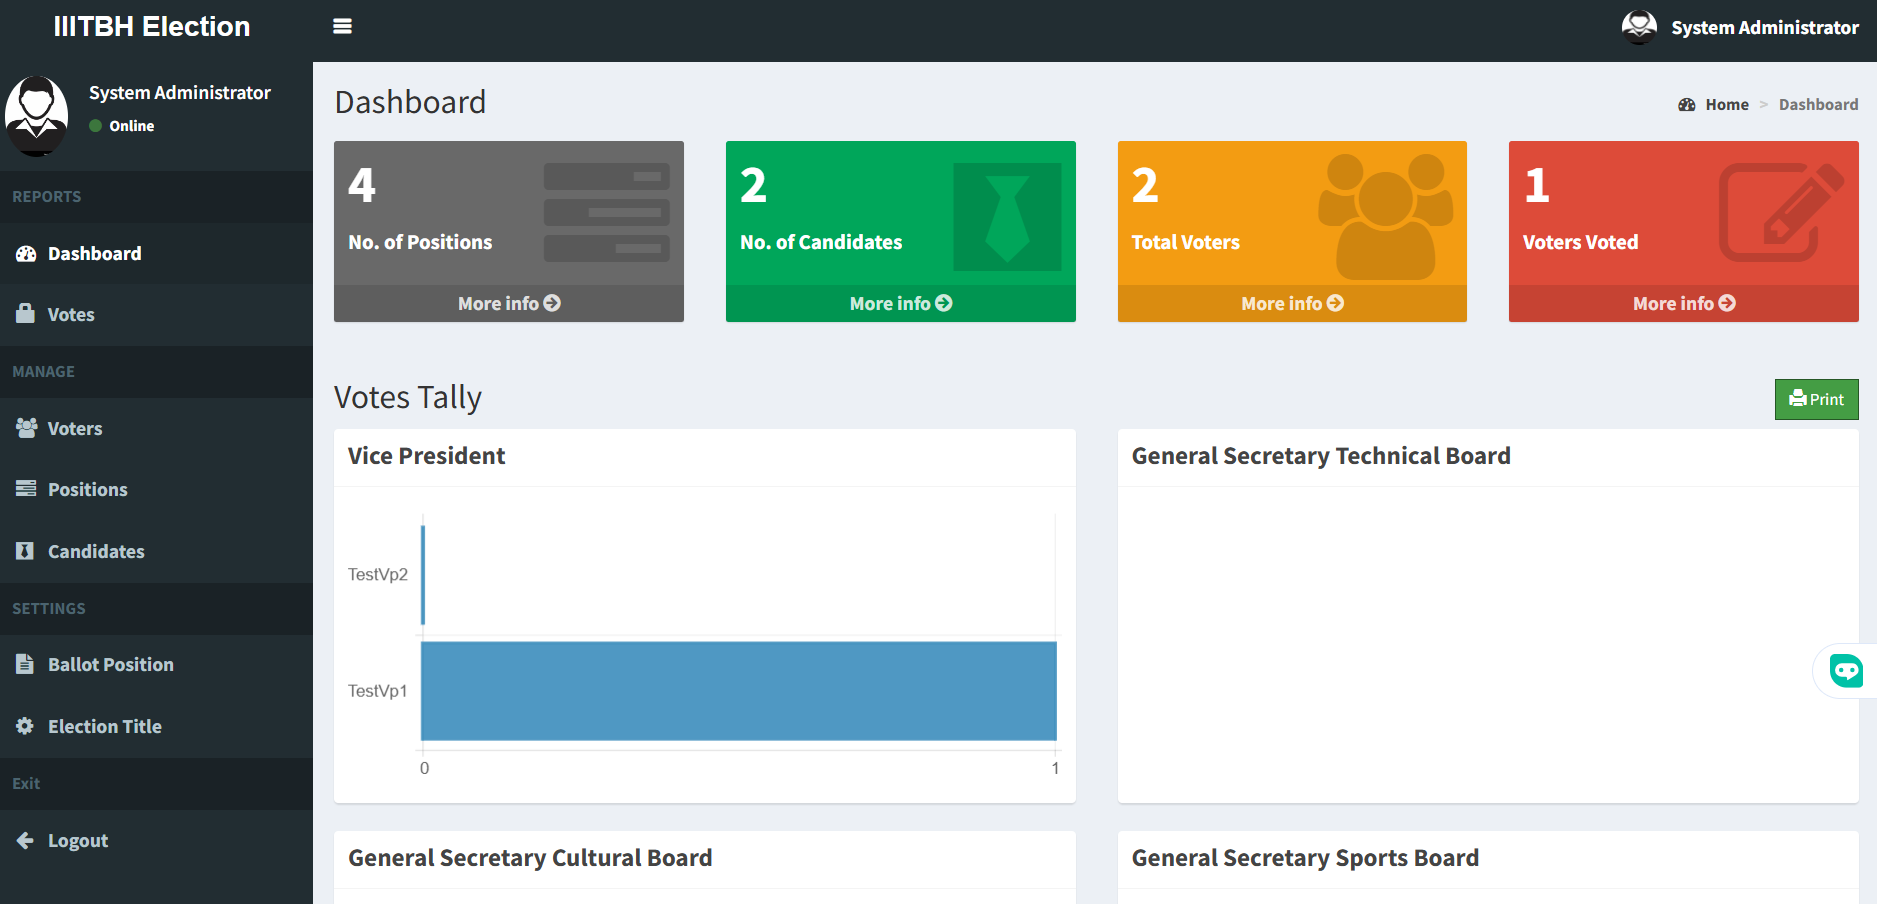 IIITBH Election
System Administrator
System Administrator
Online
REPORTS
Dashboard
Votes
MANAGE
Voters
Positions
Candidates
SETTINGS
Ballot Position
Election Title
Exit
Logout
Dashboard
Home > Dashboard
4
No. of Positions
More info
2
No. of Candidates
More info
2
Total Voters
More info
1
Voters Voted
More info
Votes Tally
Print
Vice President
TestVp2
TestVp1
0 1
General Secretary Technical Board
General Secretary Cultural Board
General Secretary Sports Board